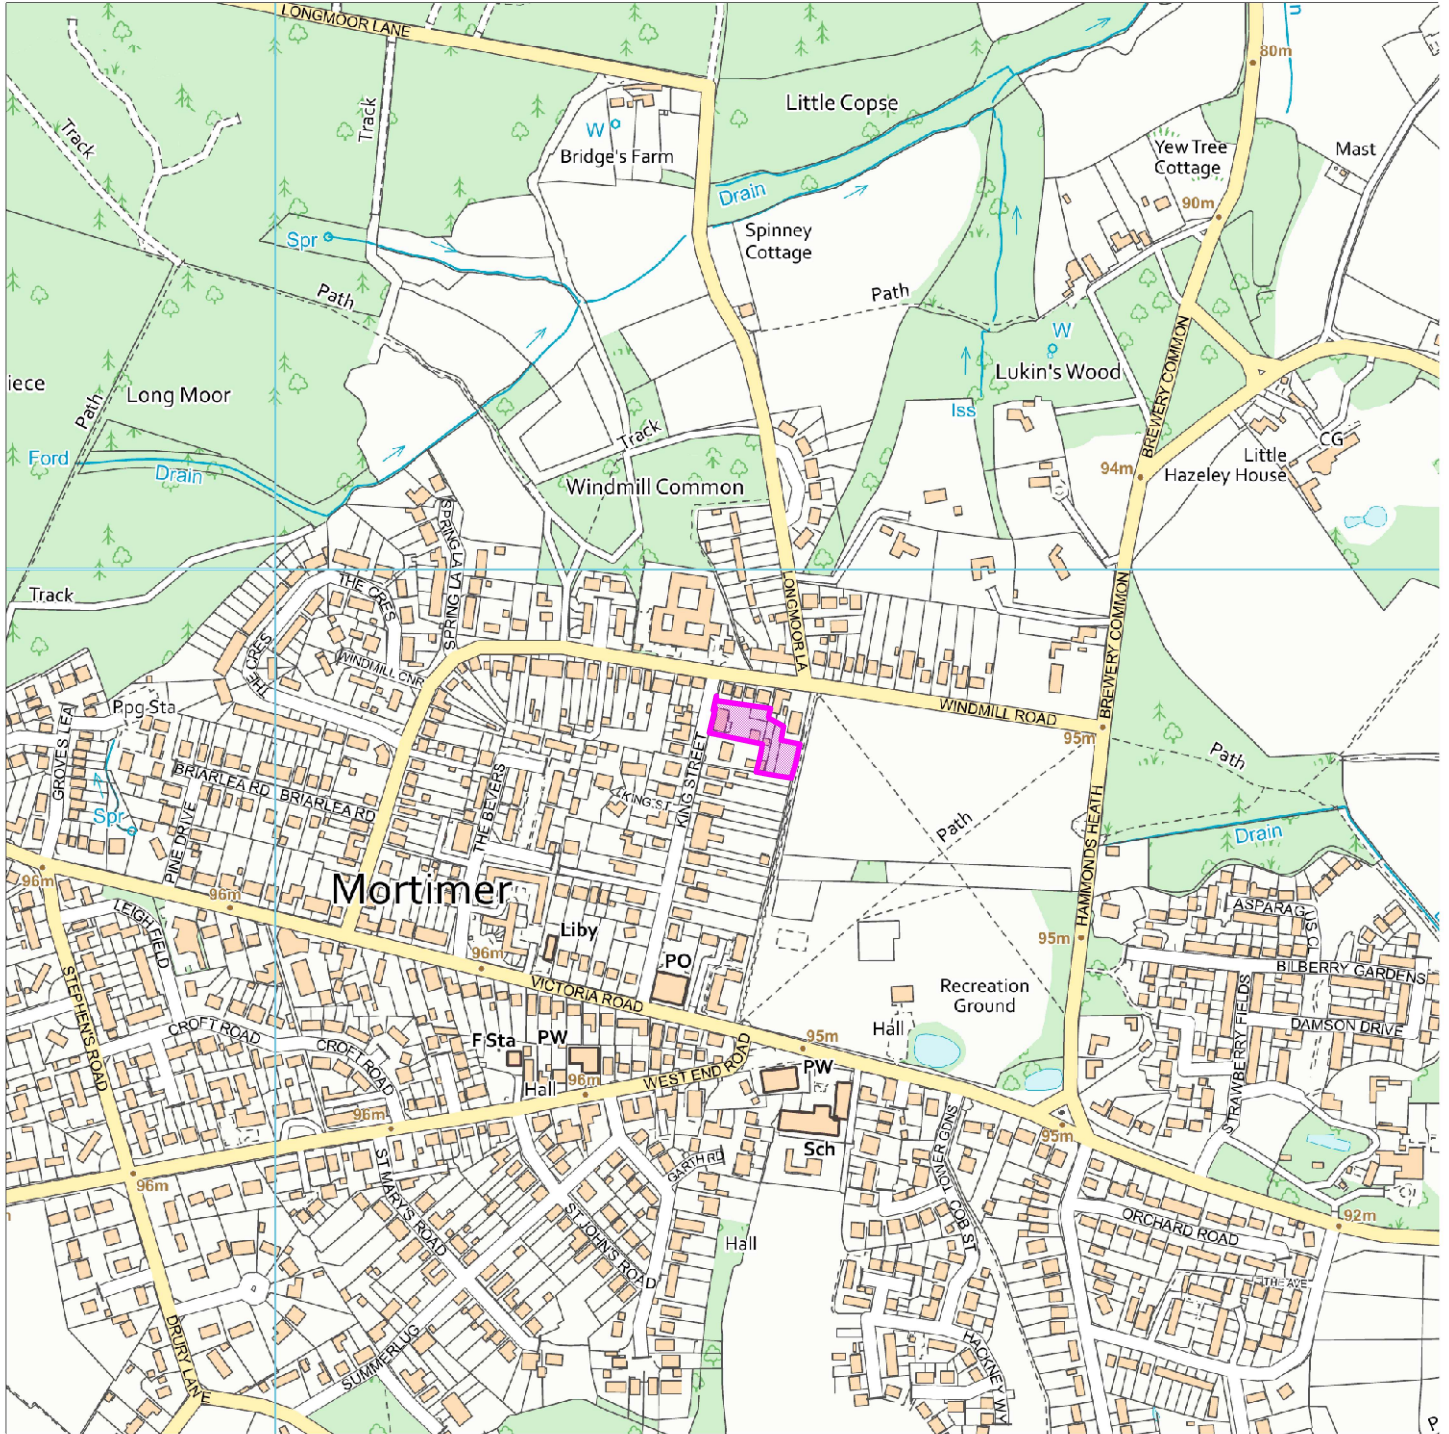 LONGMOOR LANE
80m
Track
Track
W
Bridge's Farm
Little Copse
Drain
Yew Tree
Cottage
Mast
90m
Spr
Spinney
Cottage
Path
Path
W
iece
Long Moor
Path
Lukin's Wood
BREWERY COMMON
Iss
Track
CG
Little
Hazeley House
94m
Ford
Drain
Windmill Common
SPRING LA
Track
THE CRES
SPRING LA
LONGMOOR LA
BREWERY COMMON
THE CRES
WINDMILL CNR
Ppg Sta
GROVES LEA
WINDMILL ROAD
95m
Path
KING STREET
BRIARLEA RD
BRIARLEA RD
THE BEVERS
KING ST
Spr
PINE DRIVE
Path
HAMMONDS HEATH
Drain
96m
Mortimer
96m
LEIGH FIELD
Liby
96m
PO
95m
ASPARAGUS C
BILBERRY GARDENS
STRAWBERRY FIELDS
DAMSON DRIVE
VICTORIA ROAD
Recreation
Ground
Hall
STEPHEN'S ROAD
CROFT ROAD
CROFT ROAD
F Sta
PW
Hall
96m
WEST END ROAD
95m
PW
Sch
96m
95m
96m
GARTH RD
ST MARY'S ROAD
ST JOHN'S ROAD
Hall
COB ST
ORCHARD ROAD
92m
THE AVE
DRURY LANE
SUMMERLUG
HACKNEY WY